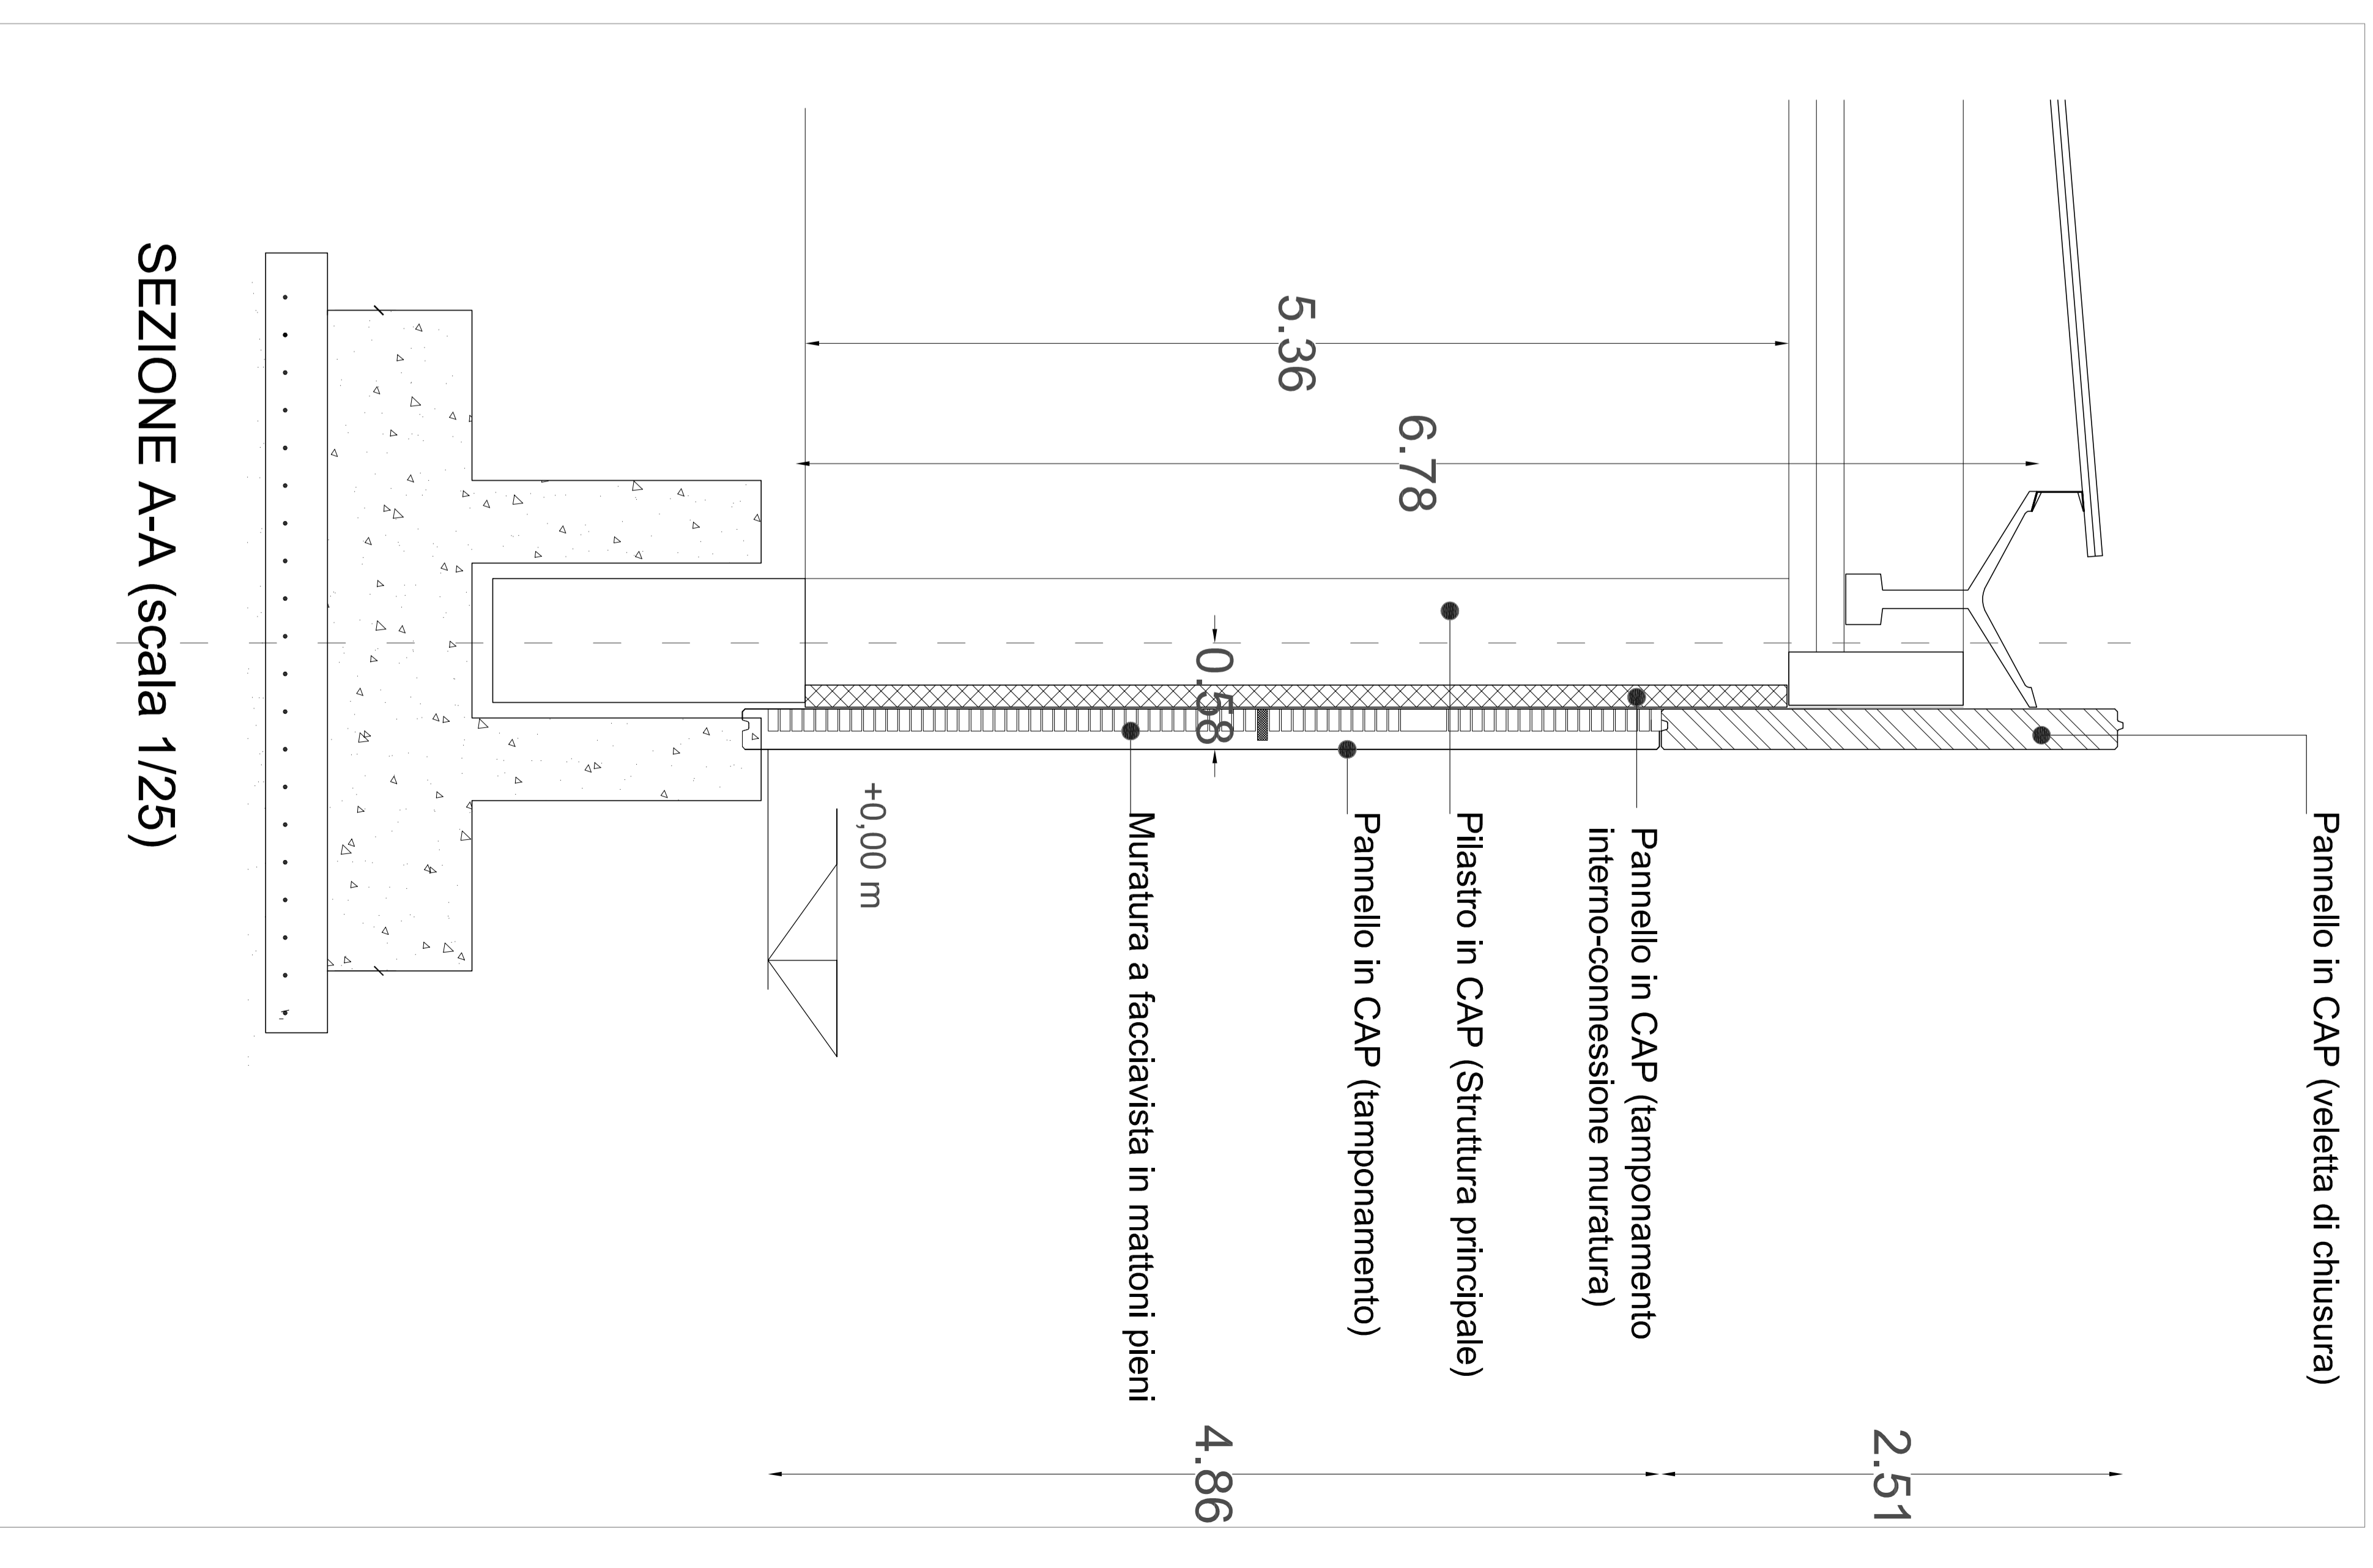 Pannello in CAP (veletta di chiusura)
2.51
Pannello in CAP (tamponamento
interno-connessione muratura)
Pilastro in CAP (Struttura principale)
6.78
Pannello in CAP (tamponamento)
5.36
0.58
4.86
Muratura a facciavista in mattoni pieni
+0,00 m
SEZIONE A-A (scala 1/25)